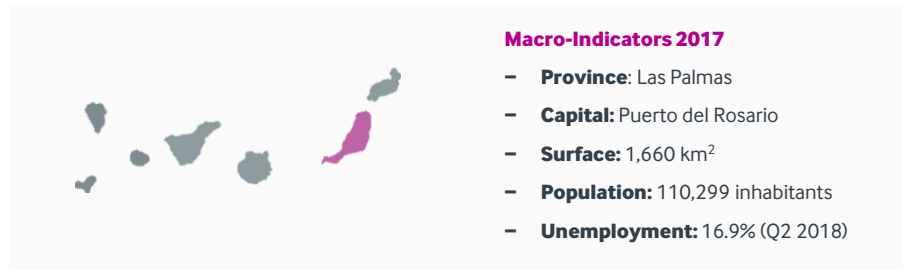 Macro-Indicators 2017
– Province: Las Palmas
– Capital: Puerto del Rosario
– Surface: 1,660 km²
– Population: 110,299 inhabitants
– Unemployment: 16.9% (Q2 2018)